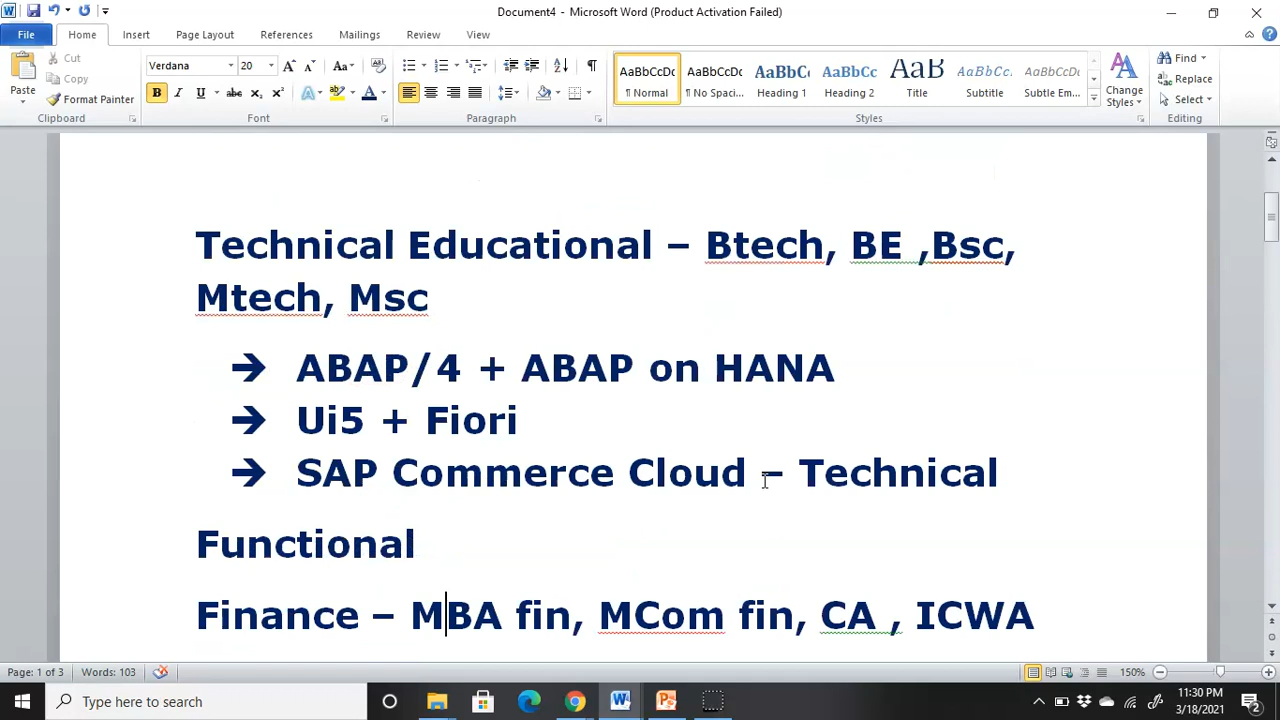 Document4 - Microsoft Word (Product Activation Failed)
File Home Insert Page Layout References Mailings Review View
Paste
Cut
Copy
Format Painter
Clipboard
Verdana 20
Font
Paragraph
AaBbCcDc AaBbCcDc AaBbC AaBbCc AaB AaBbCcL AaBbCcDc
¶ Normal ¶ No Spaci... Heading 1 Heading 2 Title Subtitle Subtle Em...
Change
Styles
Styles
Find
Replace
Select
Editing
Technical Educational – Btech, BE ,Bsc,
Mtech, Msc
➔ ABAP/4 + ABAP on HANA
➔ Ui5 + Fiori
➔ SAP Commerce Cloud – Technical
Functional
Finance – MBA fin, MCom fin, CA , ICWA
Page: 1 of 3 Words: 103 150%
Type here to search
11:30 PM
3/18/2021
2